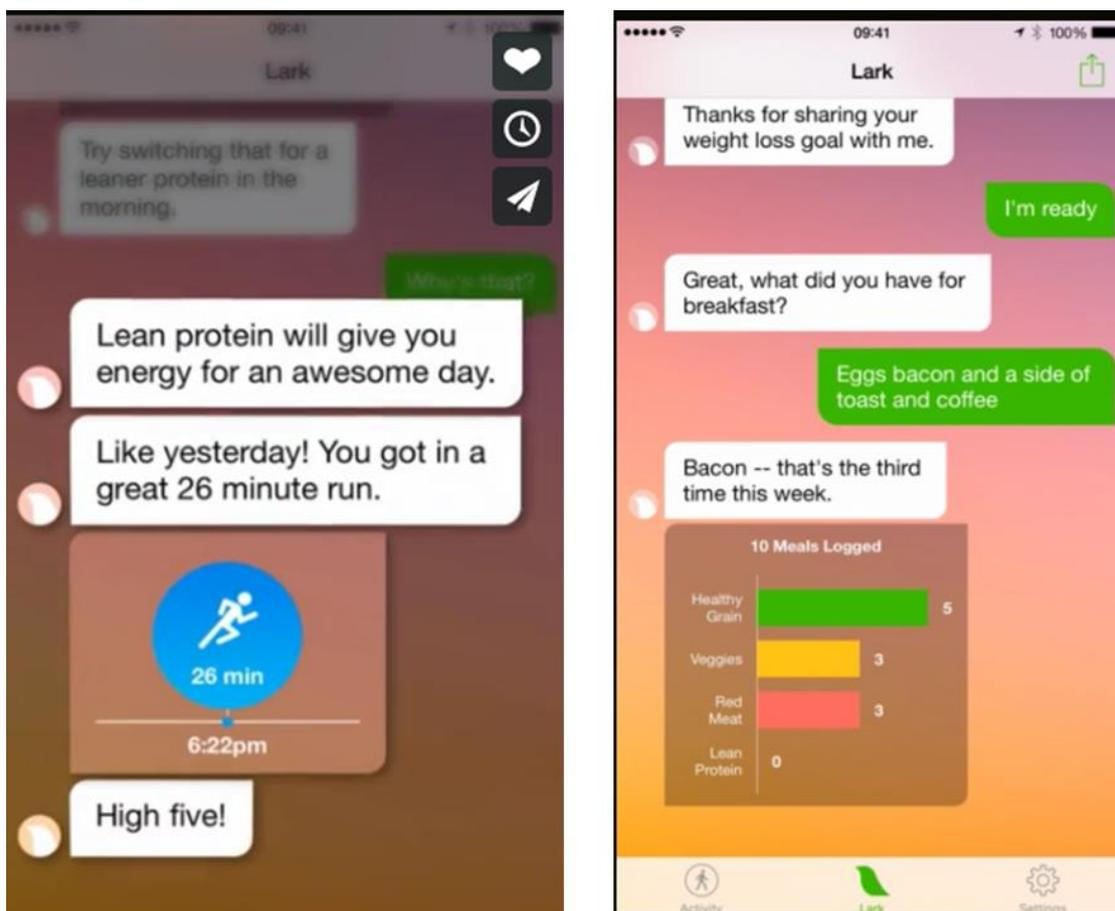 09:41
Lark
Try switching that for a
leaner protein in the
morning.
Why's that?
Lean protein will give you
energy for an awesome day.
Like yesterday! You got in a
great 26 minute run.
26 min
6:22pm
High five!
09:41
100%
Lark
Thanks for sharing your
weight loss goal with me.
I'm ready
Great, what did you have for
breakfast?
Eggs bacon and a side of
toast and coffee
Bacon -- that's the third
time this week.
10 Meals Logged
Healthy
Grain
5
Veggies
3
Red
Meat
3
Lean
Protein
0
Activity
Lark
Settings